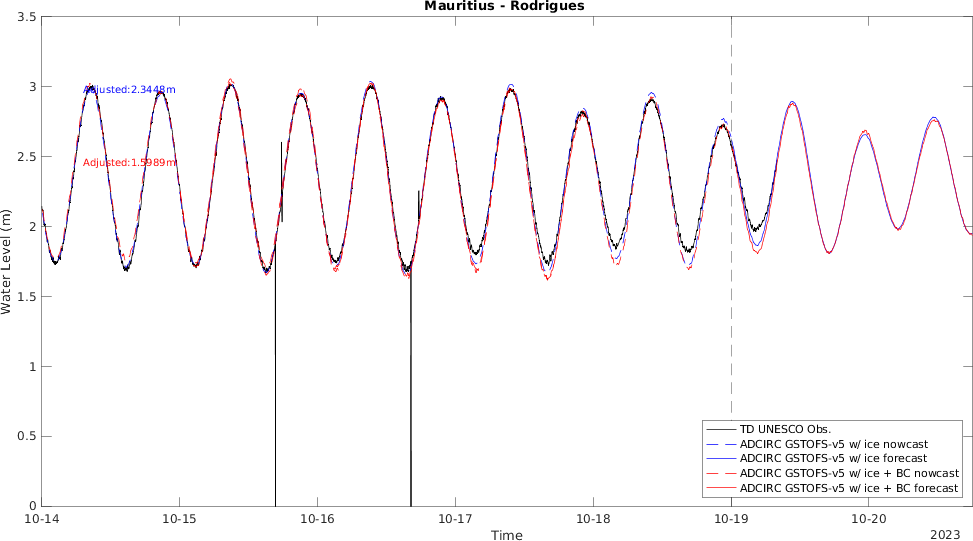 Mauritius - Rodrigues
3.5
3
2.5
2
1.5
1
0.5
0
Water Level (m)
Adjusted:2.3448m
Adjusted:1.5989m
TD UNESCO Obs.
ADCIRC GSTOFS-v5 w/ ice nowcast
ADCIRC GSTOFS-v5 w/ ice forecast
ADCIRC GSTOFS-v5 w/ ice + BC nowcast
ADCIRC GSTOFS-v5 w/ ice + BC forecast
10-14 10-15 10-16 10-17 10-18 10-19 10-20
Time
2023